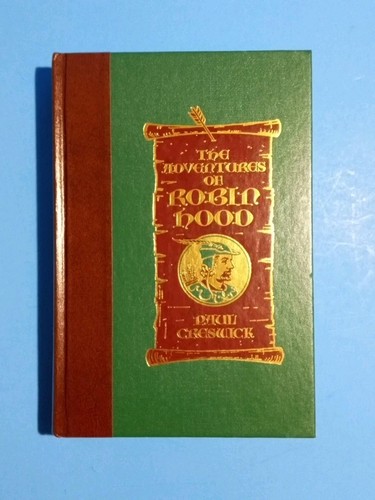 THE
ADVENTURES
OF
ROBIN
HOOD
PAUL
CRESWICK